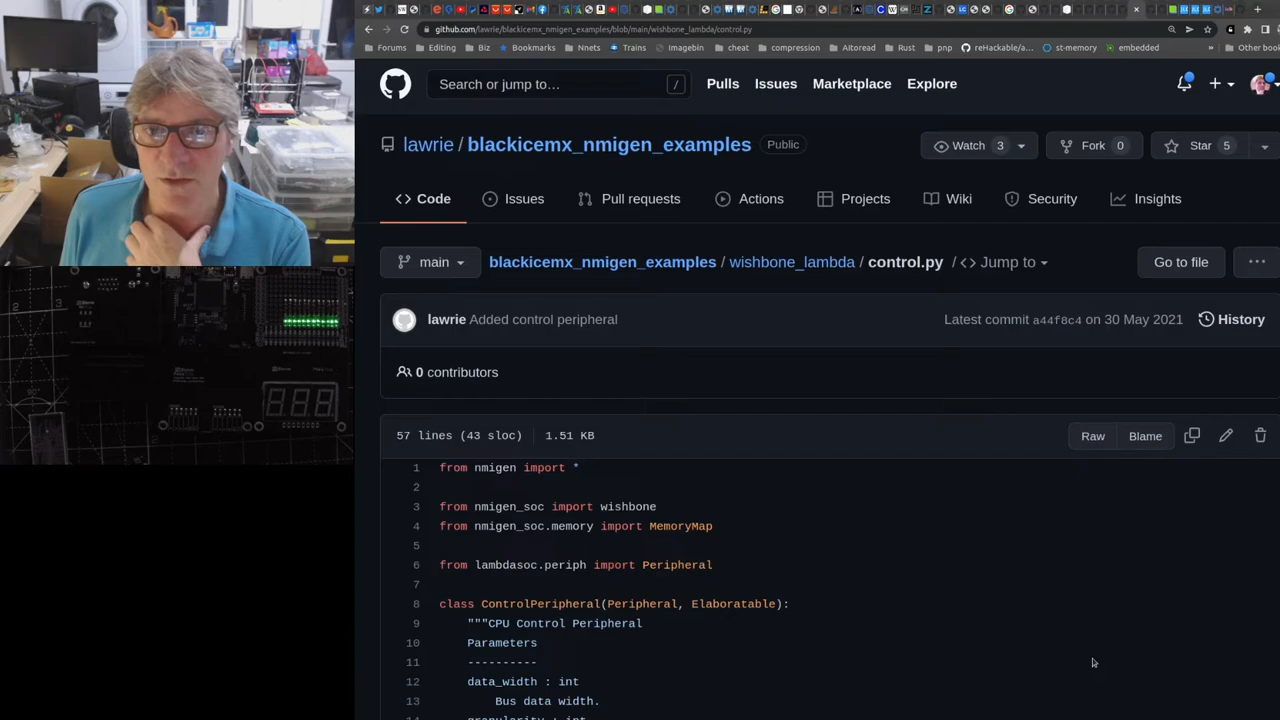 github.com/lawrie/blackicemx_nmigen_examples/blob/main/wishbone_lambda/control.py
Forums Editing Biz Bookmarks Nnets Trains Imagebin cheat compression AItoread Rust pnp rehackable/a... st-memory embedded » Other book
Search or jump to… /
Pulls Issues Marketplace Explore
lawrie / blackicemx_nmigen_examples Public
Watch 3 Fork 0 Star 5
<> Code Issues Pull requests Actions Projects Wiki Security Insights
main blackicemx_nmigen_examples / wishbone_lambda / control.py / <> Jump to Go to file ...
lawrie Added control peripheral Latest commit a44f8c4 on 30 May 2021 History
0 contributors
57 lines (43 sloc) 1.51 KB Raw Blame
1 from nmigen import *
2
3 from nmigen_soc import wishbone
4 from nmigen_soc.memory import MemoryMap
5
6 from lambdasoc.periph import Peripheral
7
8 class ControlPeripheral(Peripheral, Elaboratable):
9 """CPU Control Peripheral
10 Parameters
11 ----------
12 data_width : int
13 Bus data width.
14 granularity : int